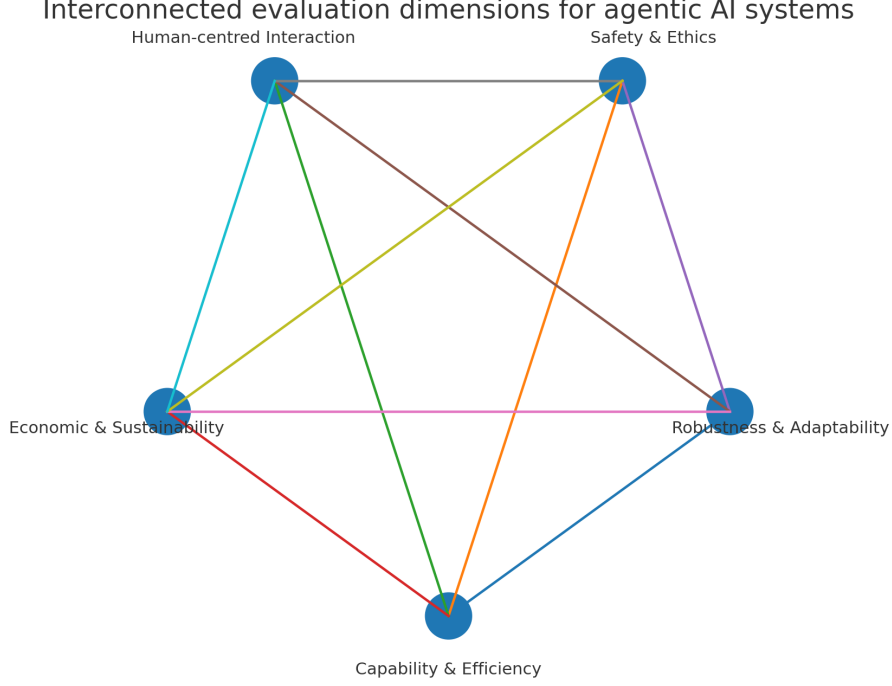 Interconnected evaluation dimensions for agentic AI systems
Human-centred Interaction
Safety & Ethics
Economic & Sustainability
Robustness & Adaptability
Capability & Efficiency